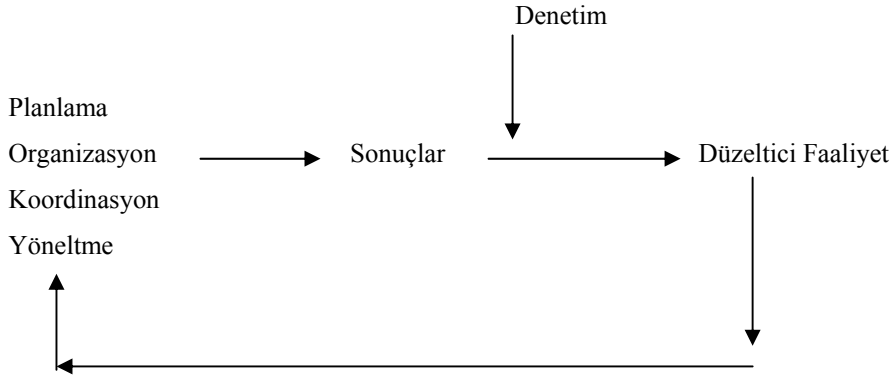 Denetim
Planlama
Organizasyon
Sonuçlar
Düzeltici Faaliyet
Koordinasyon
Yöneltme